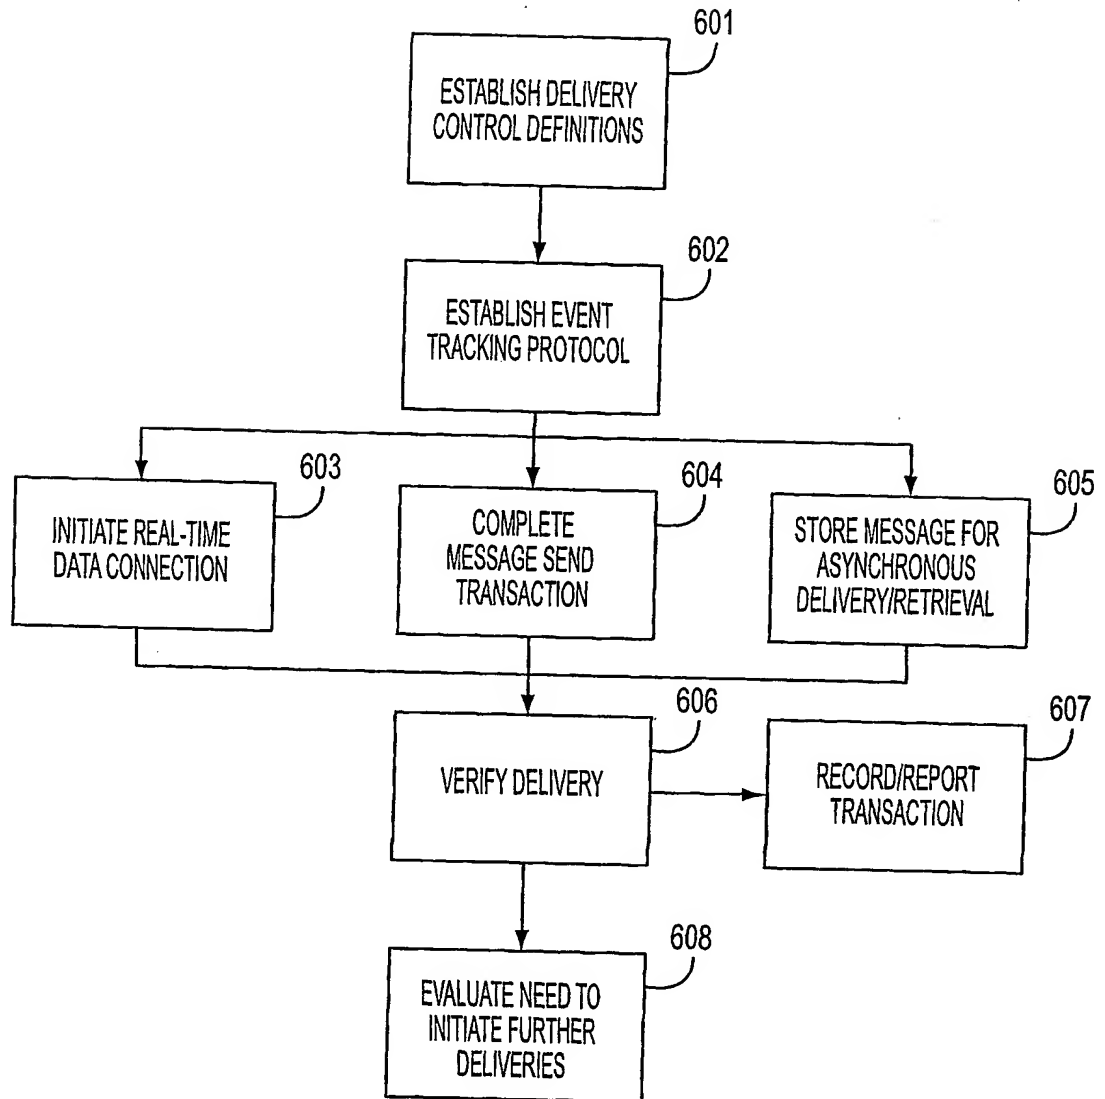 601
ESTABLISH DELIVERY
CONTROL DEFINITIONS
602
ESTABLISH EVENT
TRACKING PROTOCOL
603
INITIATE REAL-TIME
DATA CONNECTION
604
COMPLETE
MESSAGE SEND
TRANSACTION
605
STORE MESSAGE FOR
ASYNCHRONOUS
DELIVERY/RETRIEVAL
606
VERIFY DELIVERY
607
RECORD/REPORT
TRANSACTION
608
EVALUATE NEED TO
INITIATE FURTHER
DELIVERIES